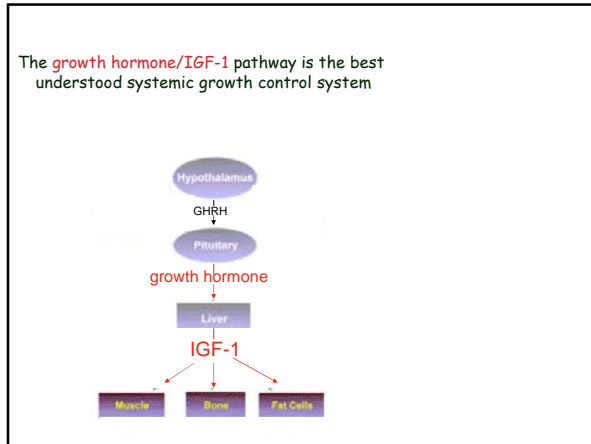 The growth hormone/IGF-1 pathway is the best
understood systemic growth control system
Hypothalamus
GHRH
Pituitary
growth hormone
Liver
IGF-1
Muscle Bone Fat Cells